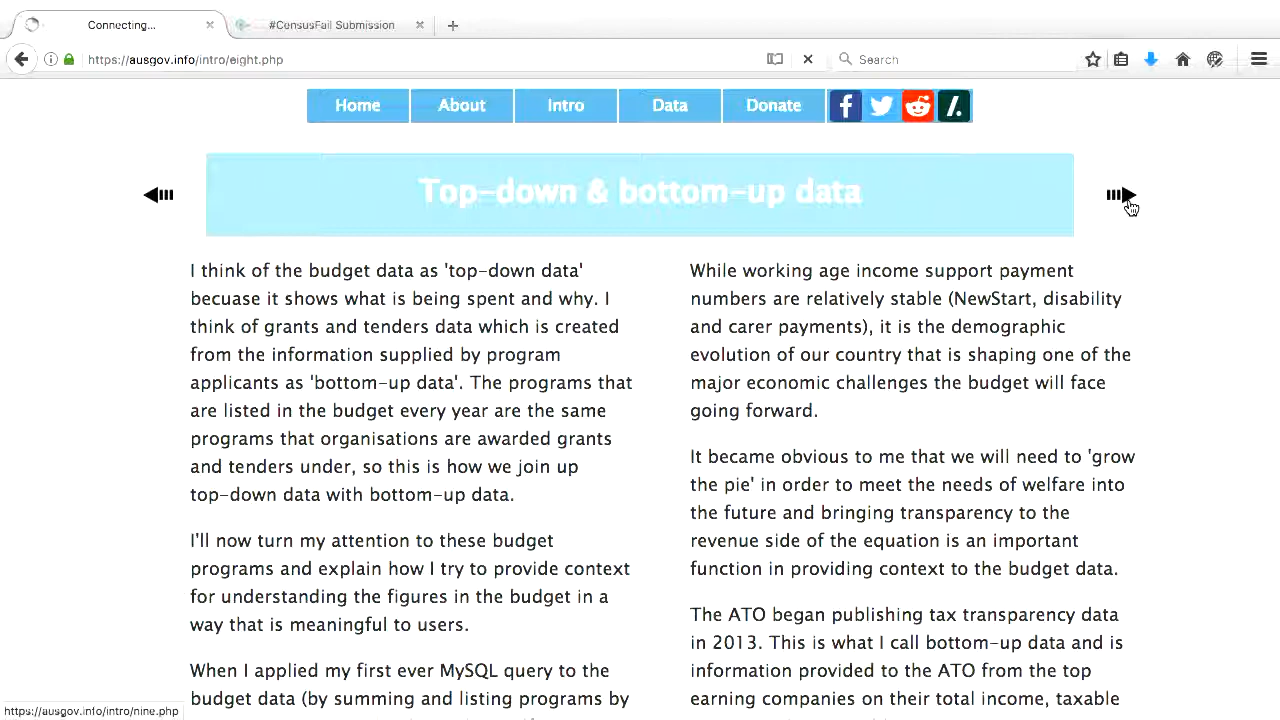 Connecting...
#CensusFail Submission
https://ausgov.info/intro/eight.php
Search
Home
About
Intro
Data
Donate
Top-down & bottom-up data
I think of the budget data as 'top-down data'
becuase it shows what is being spent and why. I
think of grants and tenders data which is created
from the information supplied by program
applicants as 'bottom-up data'. The programs that
are listed in the budget every year are the same
programs that organisations are awarded grants
and tenders under, so this is how we join up
top-down data with bottom-up data.
I'll now turn my attention to these budget
programs and explain how I try to provide context
for understanding the figures in the budget in a
way that is meaningful to users.
When I applied my first ever MySQL query to the
budget data (by summing and listing programs by
While working age income support payment
numbers are relatively stable (NewStart, disability
and carer payments), it is the demographic
evolution of our country that is shaping one of the
major economic challenges the budget will face
going forward.
It became obvious to me that we will need to 'grow
the pie' in order to meet the needs of welfare into
the future and bringing transparency to the
revenue side of the equation is an important
function in providing context to the budget data.
The ATO began publishing tax transparency data
in 2013. This is what I call bottom-up data and is
information provided to the ATO from the top
earning companies on their total income, taxable
https://ausgov.info/intro/nine.php